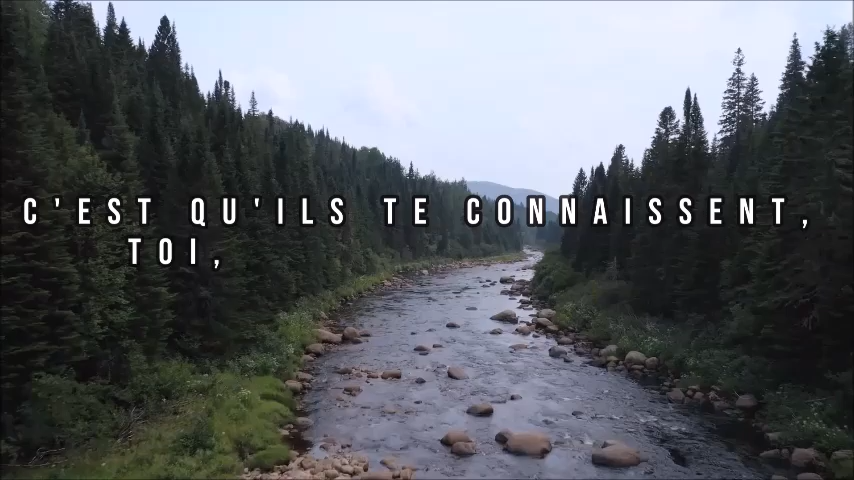 C'EST QU'ILS TE CONNAISSENT,
TOI,